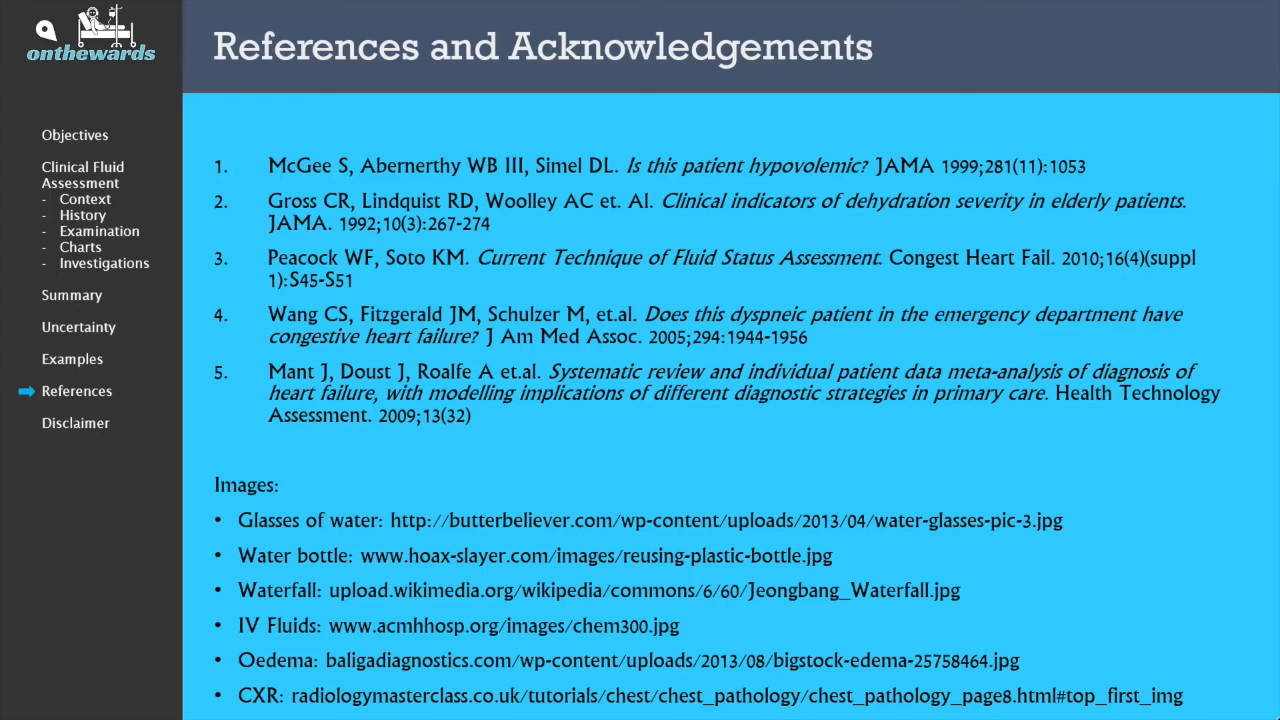 onthewards
References and Acknowledgements
Objectives
Clinical Fluid
Assessment
- Context
- History
- Examination
- Charts
- Investigations
Summary
Uncertainty
Examples
References
Disclaimer
1. McGee S, Abernerthy WB III, Simel DL. Is this patient hypovolemic? JAMA 1999;281(11):1053
2. Gross CR, Lindquist RD, Woolley AC et. Al. Clinical indicators of dehydration severity in elderly patients.
JAMA. 1992;10(3):267-274
3. Peacock WF, Soto KM. Current Technique of Fluid Status Assessment. Congest Heart Fail. 2010;16(4)(suppl
1):S45-S51
4. Wang CS, Fitzgerald JM, Schulzer M, et.al. Does this dyspneic patient in the emergency department have
congestive heart failure? J Am Med Assoc. 2005;294:1944-1956
5. Mant J, Doust J, Roalfe A et.al. Systematic review and individual patient data meta-analysis of diagnosis of
heart failure, with modelling implications of different diagnostic strategies in primary care. Health Technology
Assessment. 2009;13(32)
Images:
• Glasses of water: http://butterbeliever.com/wp-content/uploads/2013/04/water-glasses-pic-3.jpg
• Water bottle: www.hoax-slayer.com/images/reusing-plastic-bottle.jpg
• Waterfall: upload.wikimedia.org/wikipedia/commons/6/60/Jeongbang_Waterfall.jpg
• IV Fluids: www.acmhhosp.org/images/chem300.jpg
• Oedema: baligadiagnostics.com/wp-content/uploads/2013/08/bigstock-edema-25758464.jpg
• CXR: radiologymasterclass.co.uk/tutorials/chest/chest_pathology/chest_pathology_page8.html#top_first_img